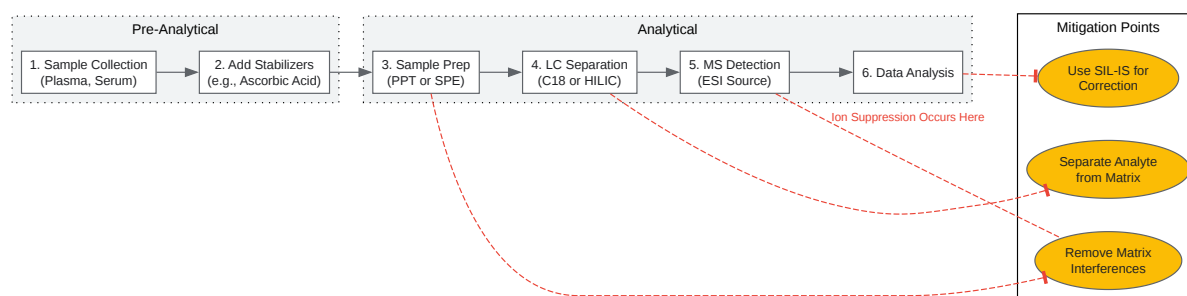 Pre-Analytical
1. Sample Collection
(Plasma, Serum)
2. Add Stabilizers
(e.g., Ascorbic Acid)
Analytical
3. Sample Prep
(PPT or SPE)
4. LC Separation
(C18 or HILIC)
5. MS Detection
(ESI Source)
6. Data Analysis
Ion Suppression Occurs Here
Mitigation Points
Use SIL-IS for
Correction
Separate Analyte
from Matrix
Remove Matrix
Interferences